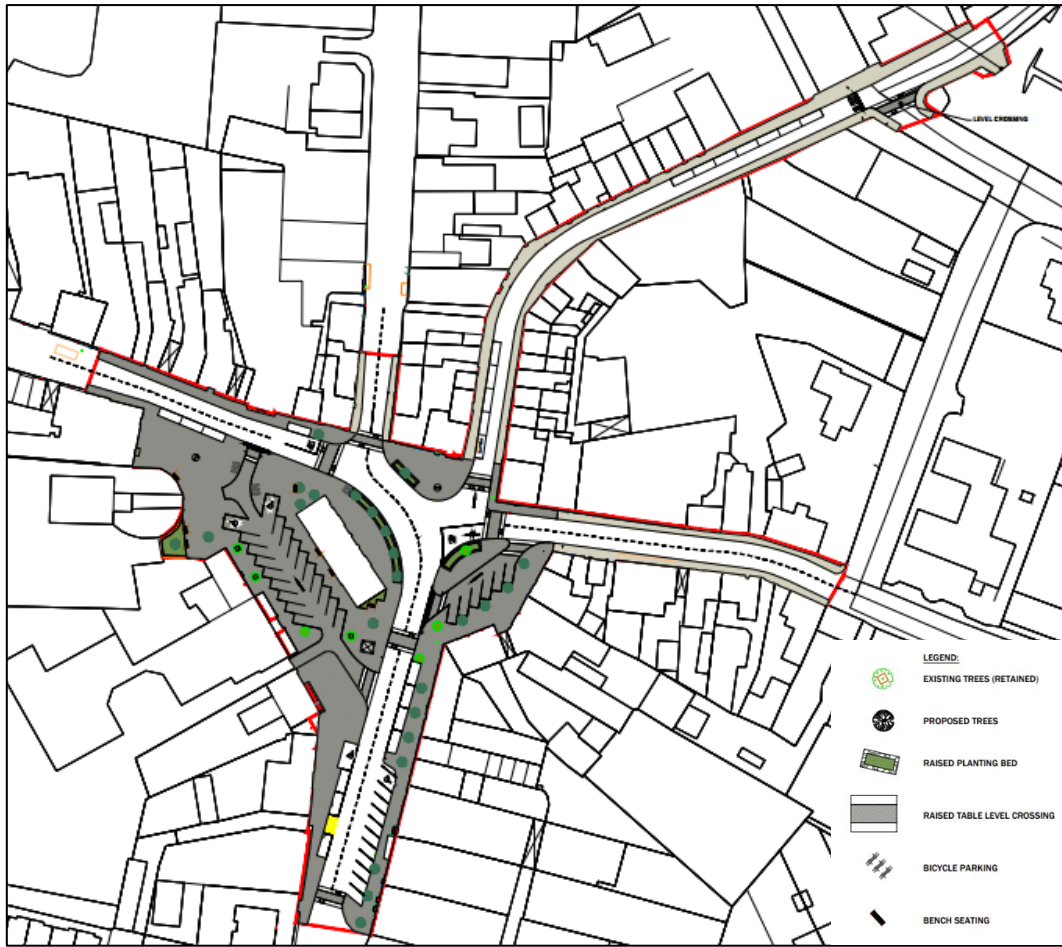 LEVEL CROSSING
LEGEND:
EXISTING TREES (RETAINED)
PROPOSED TREES
RAISED PLANTING BED
RAISED TABLE LEVEL CROSSING
BICYCLE PARKING
BENCH SEATING